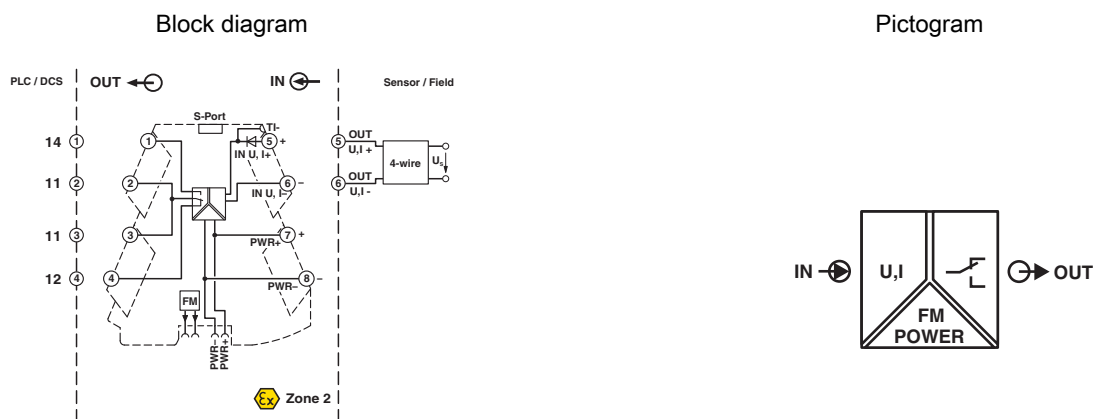 Block diagram
Pictogram
PLC / DCS
OUT
IN
Sensor / Field
S-Port
TI-
14 1
1
5 +
5
OUT
U,I +
IN U, I+
4-wire
Us
11 2
2
6 –
6
OUT
U,I -
IN U, I–
11 3
3
7 +
PWR+
12 4
4
8 –
PWR–
FM
PWR-
PWR+
Ex Zone 2
IN
U,I
OUT
FM
POWER